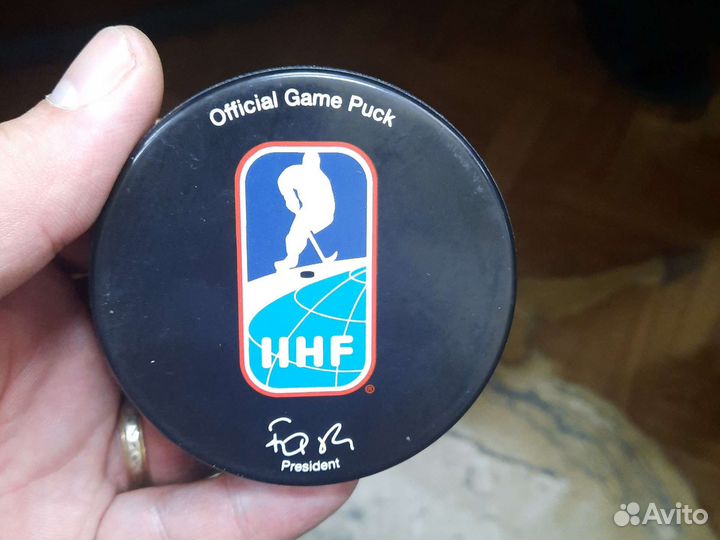 Official Game Puck
IIHF
President
Avito